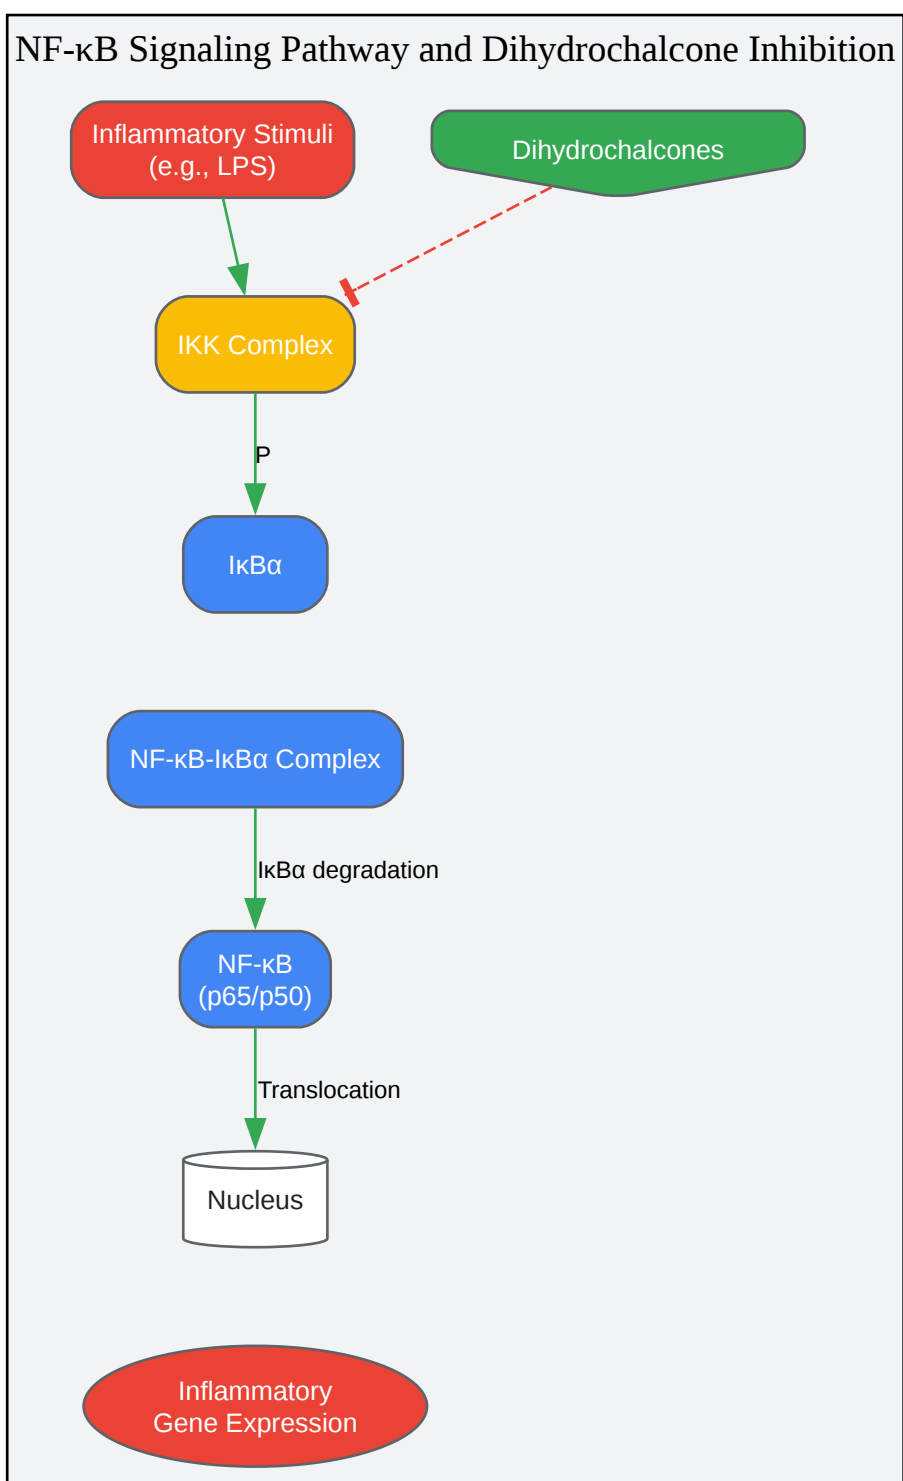 NF-κB Signaling Pathway and Dihydrochalcone Inhibition
Inflammatory Stimuli
(e.g., LPS)
Dihydrochalcones
IKK Complex
P
IκBα
NF-κB-IκBα Complex
IκBα degradation
NF-κB
(p65/p50)
Translocation
Nucleus
Inflammatory
Gene Expression